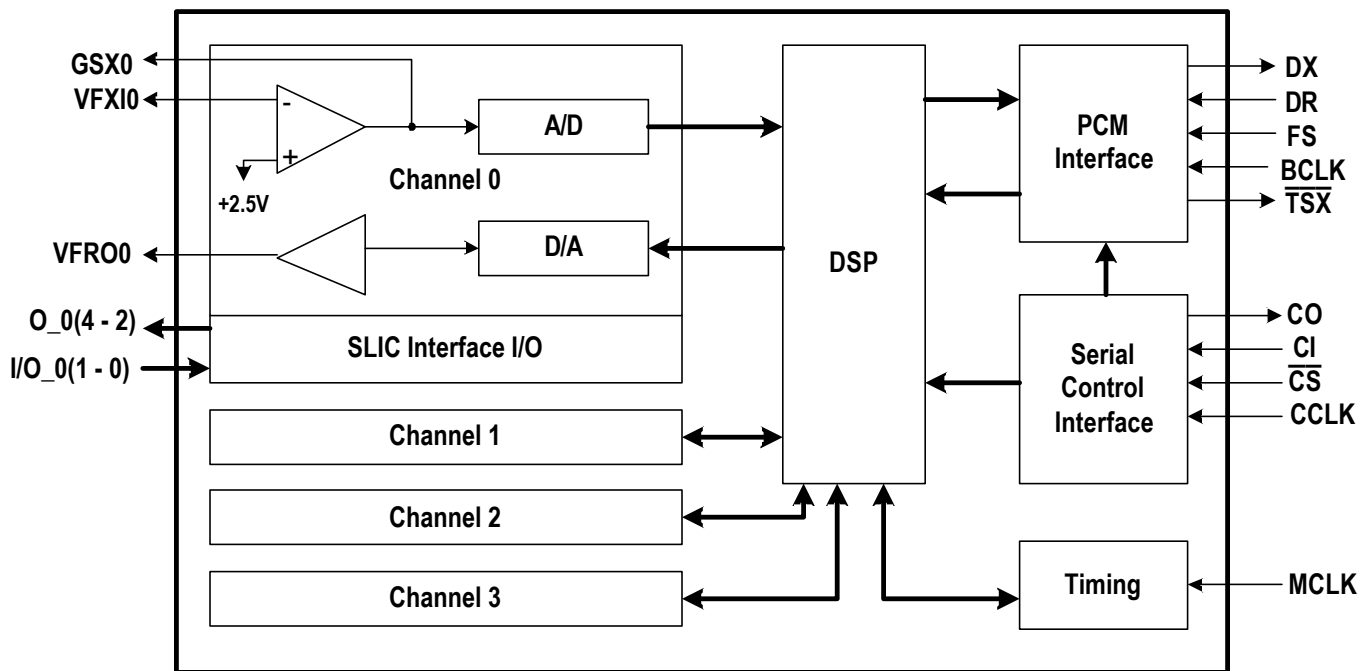 GSX0
VFXI0
-
+
+2.5V
A/D
Channel 0
VFRO0
D/A
O_0(4 - 2)
I/O_0(1 - 0)
SLIC Interface I/O
Channel 1
Channel 2
Channel 3
DSP
PCM
Interface
DX
DR
FS
BCLK
TSX
Serial
Control
Interface
CO
CI
CS
CCLK
Timing
MCLK